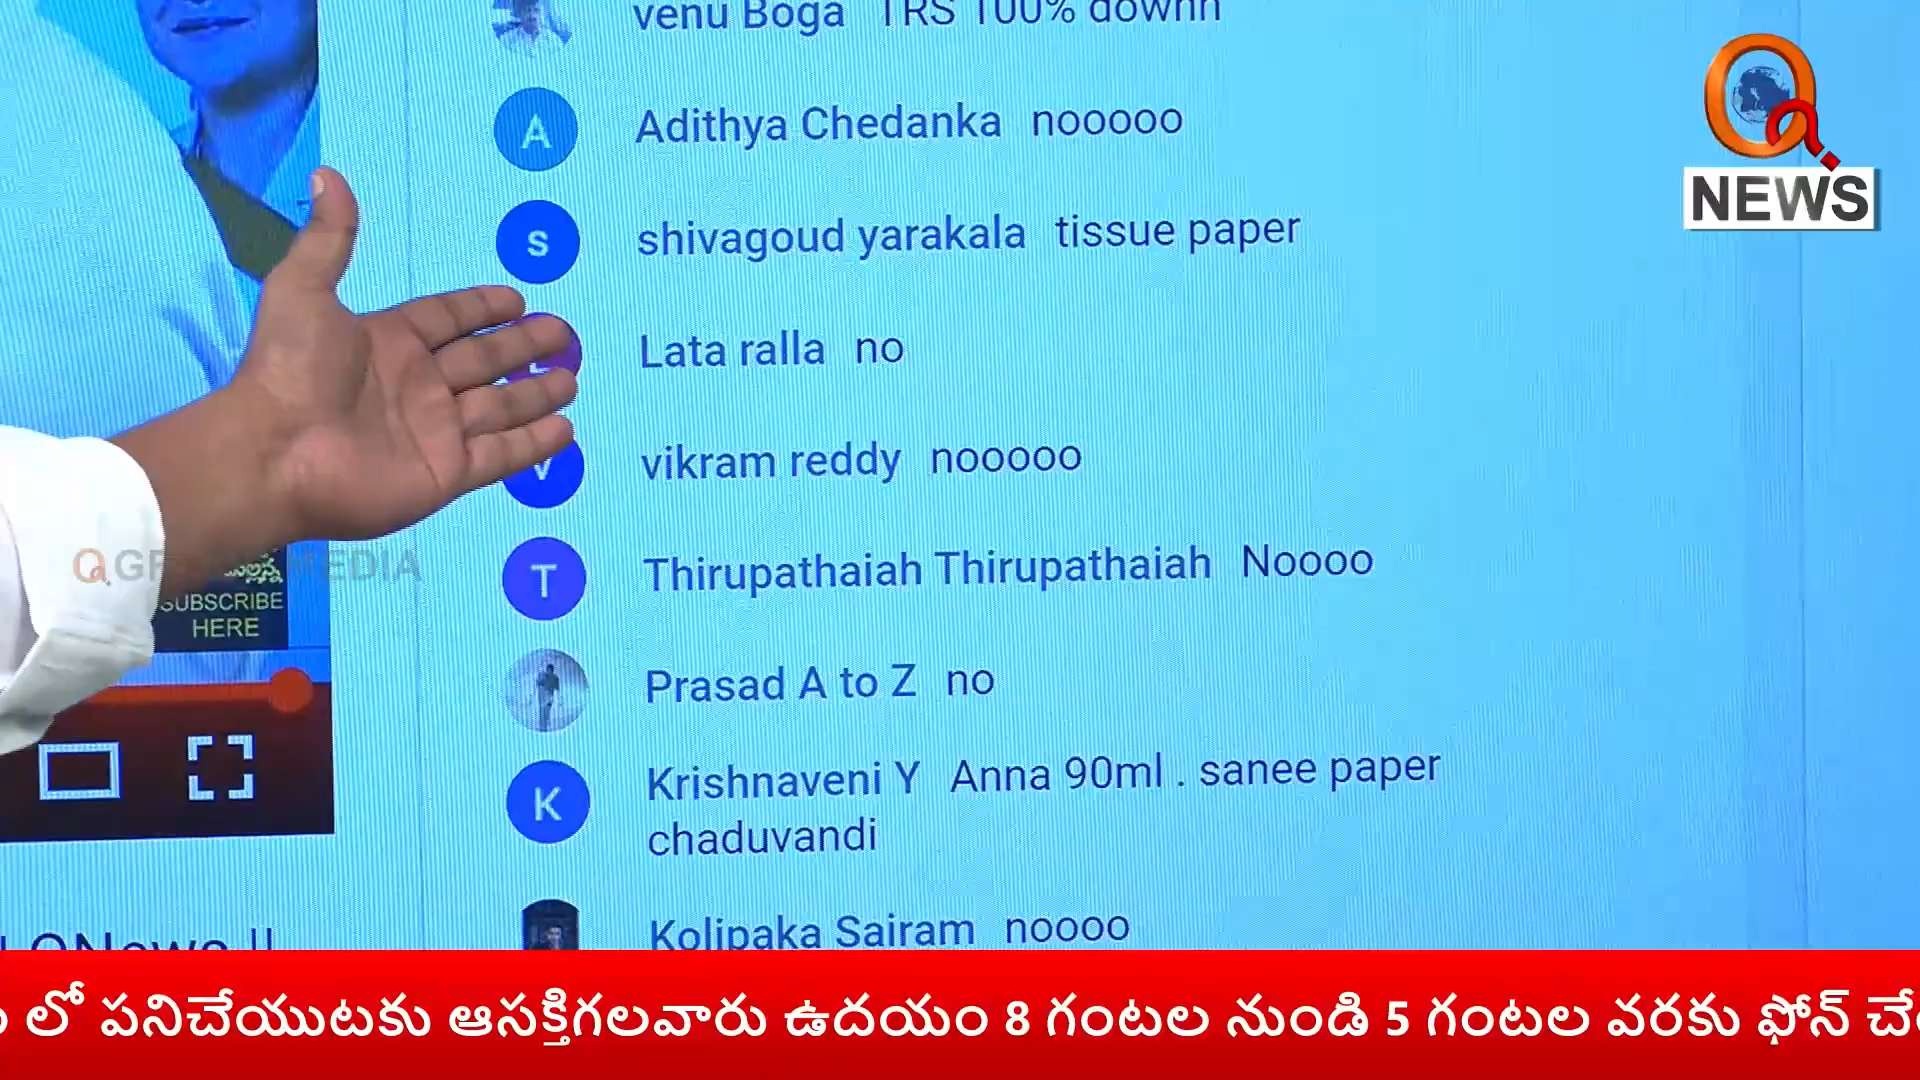 venu Boga TRS 100% downn
A Adithya Chedanka nooooo
s shivagoud yarakala tissue paper
Lata ralla no
v vikram reddy nooooo
T Thirupathaiah Thirupathaiah Noooo
Prasad A to Z no
K Krishnaveni Y Anna 90ml . sanee paper
chaduvandi
Kolipaka Sairam noooo
Q NEWS
MEDIA
SUBSCRIBE
HERE
QNews ||
లో పనిచేయుటకు ఆసక్తిగలవారు ఉదయం 8 గంటల నుండి 5 గంటల వరకు ఫోన్